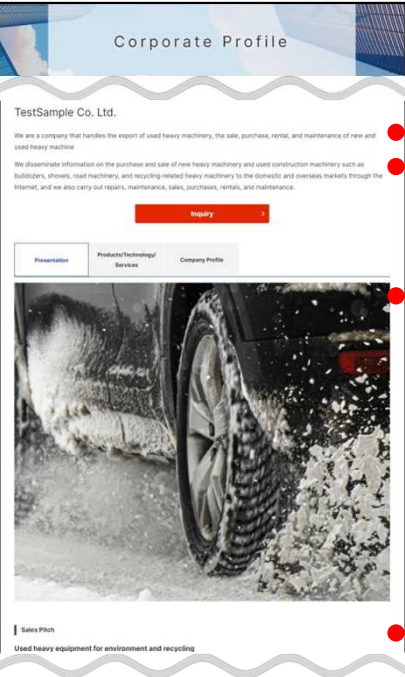 Corporate Profile
TestSample Co. Ltd.
We are a company that handles the export of used heavy machinery, the sale, purchase, rental, and maintenance of new and
used heavy machine
We disseminate information on the purchase and sale of new heavy machinery and used construction machinery such as
bulldozers, shovels, road machinery, and recycling-related heavy machinery to the domestic and overseas markets through the
Internet, and we also carry out repairs, maintenance, sales, purchases, rentals, and maintenance.
Inquiry >
Presentation
Products/Technology/
Services
Company Profile
Sales Pitch
Used heavy equipment for environment and recycling